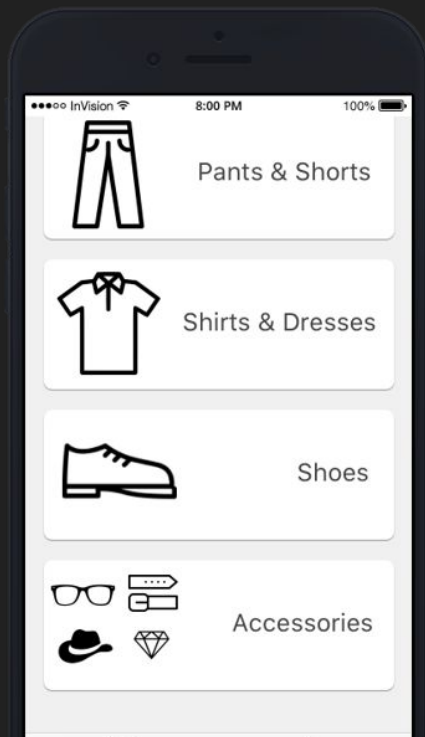 ●●●○○ InVision 8:00 PM 100%
Pants & Shorts
Shirts & Dresses
Shoes
Accessories